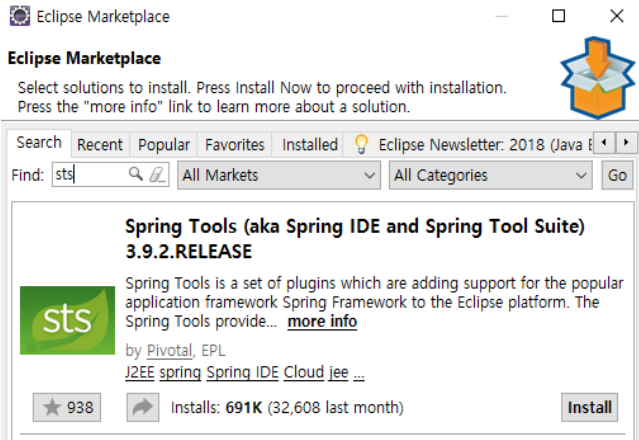 Eclipse Marketplace
Eclipse Marketplace
Select solutions to install. Press Install Now to proceed with installation.
Press the "more info" link to learn more about a solution.
Search Recent Popular Favorites Installed Eclipse Newsletter: 2018 (Java E
Find: sts All Markets All Categories Go
Spring Tools (aka Spring IDE and Spring Tool Suite)
3.9.2.RELEASE
Spring Tools is a set of plugins which are adding support for the popular
application framework Spring Framework to the Eclipse platform. The
Spring Tools provide... more info
sts
by Pivotal, EPL
J2EE spring Spring IDE Cloud jee ...
938 Installs: 691K (32,608 last month) Install